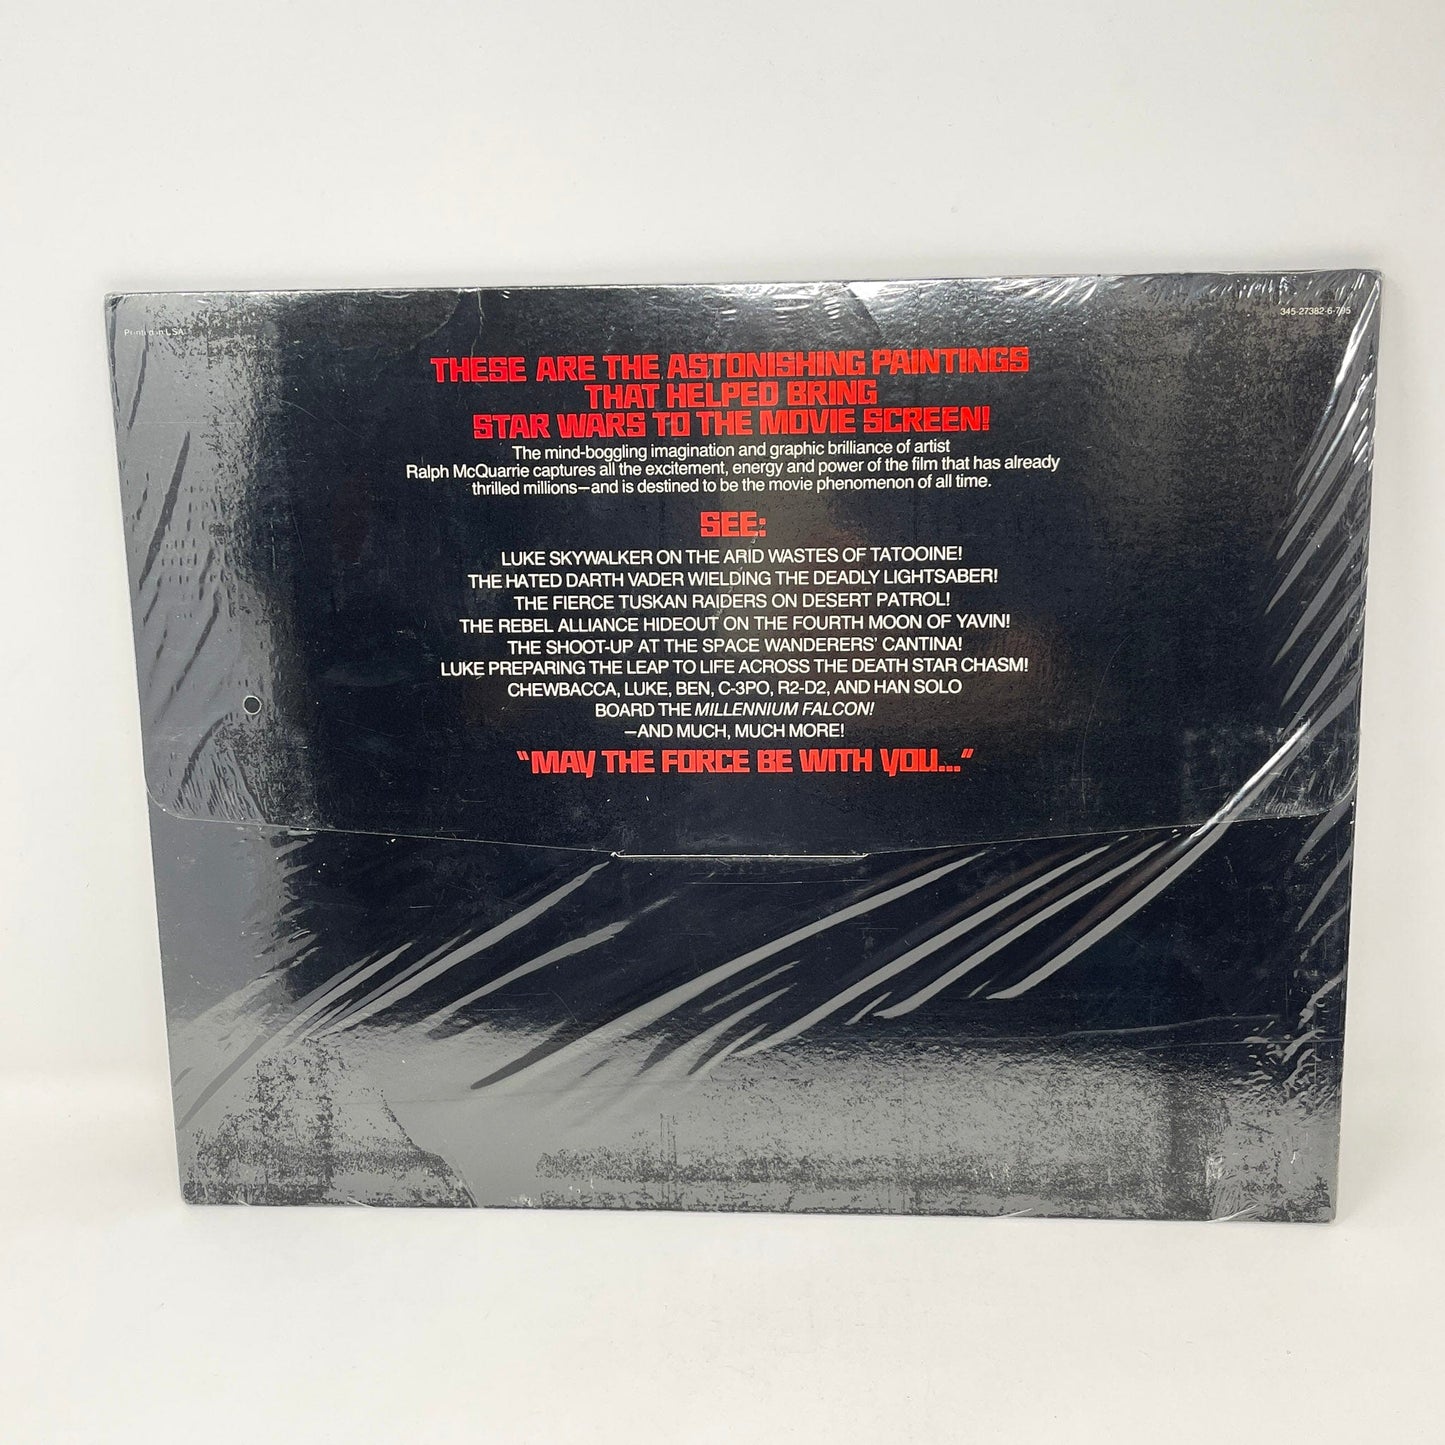 Printed in USA
345-27382-6-795
THESE ARE THE ASTONISHING PAINTINGS
THAT HELPED BRING
STAR WARS TO THE MOVIE SCREEN!
The mind-boggling imagination and graphic brilliance of artist
Ralph McQuarrie captures all the excitement, energy and power of the film that has already
thrilled millions—and is destined to be the movie phenomenon of all time.
SEE:
LUKE SKYWALKER ON THE ARID WASTES OF TATOOINE!
THE HATED DARTH VADER WIELDING THE DEADLY LIGHTSABER!
THE FIERCE TUSKAN RAIDERS ON DESERT PATROL!
THE REBEL ALLIANCE HIDEOUT ON THE FOURTH MOON OF YAVIN!
THE SHOOT-UP AT THE SPACE WANDERERS' CANTINA!
LUKE PREPARING THE LEAP TO LIFE ACROSS THE DEATH STAR CHASM!
CHEWBACCA, LUKE, BEN, C-3PO, R2-D2, AND HAN SOLO
BOARD THE MILLENNIUM FALCON!
—AND MUCH, MUCH MORE!
"MAY THE FORCE BE WITH YOU..."